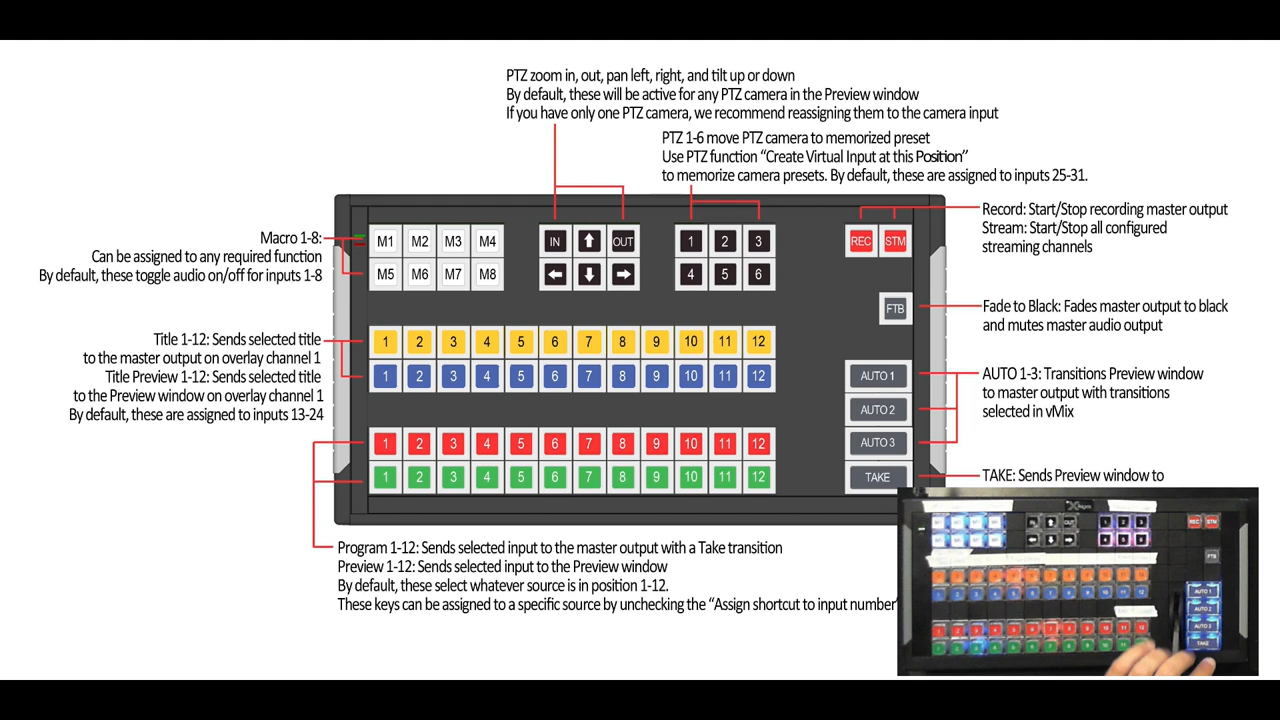 PTZ zoom in, out, pan left, right, and tilt up or down
By default, these will be active for any PTZ camera in the Preview window
If you have only one PTZ camera, we recommend reassigning them to the camera input
PTZ 1-6 move PTZ camera to memorized preset
Use PTZ function “Create Virtual Input at this Position”
to memorize camera presets. By default, these are assigned to inputs 25-31.
Record: Start/Stop recording master output
Stream: Start/Stop all configured
streaming channels
Macro 1-8:
Can be assigned to any required function
By default, these toggle audio on/off for inputs 1-8
M1 M2 M3 M4 IN OUT 1 2 3 REC STM
M5 M6 M7 M8 4 5 6
FTB
Fade to Black: Fades master output to black
and mutes master audio output
Title 1-12: Sends selected title
to the master output on overlay channel 1
Title Preview 1-12: Sends selected title
to the Preview window on overlay channel 1
By default, these are assigned to inputs 13-24
1 2 3 4 5 6 7 8 9 10 11 12
1 2 3 4 5 6 7 8 9 10 11 12
AUTO 1
AUTO 2
AUTO 3
TAKE
AUTO 1-3: Transitions Preview window
to master output with transitions
selected in vMix
1 2 3 4 5 6 7 8 9 10 11 12
1 2 3 4 5 6 7 8 9 10 11 12
TAKE: Sends Preview window to
Program 1-12: Sends selected input to the master output with a Take transition
Preview 1-12: Sends selected input to the Preview window
By default, these select whatever source is in position 1-12.
These keys can be assigned to a specific source by unchecking the “Assign shortcut to input number”
REC STM
FTB
AUTO 1
AUTO 2
AUTO 3
TAKE